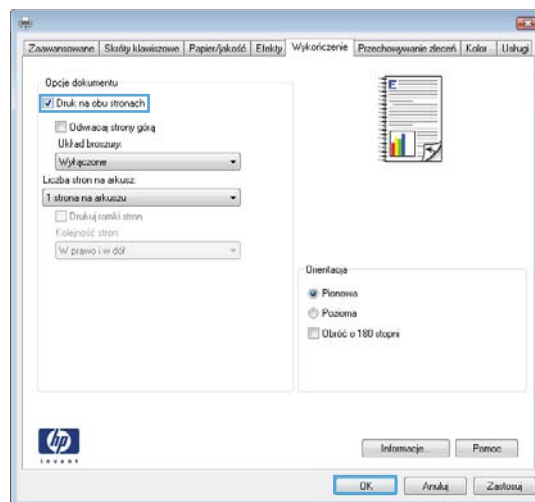 Zaawansowane Skróty klawiszowe Papier/jakość Efekty Wykończenie Przechowywanie zleceń Kolor Usługi
Opcje dokumentu
Druk na obu stronach
Odwracaj strony górą
Układ broszury:
Wyłączone
Liczba stron na arkusz:
1 strona na arkuszu
Drukuj ramki stron
Kolejność stron:
W prawo i w dół
Orientacja
Pionowa
Pozioma
Obróć o 180 stopni
hp
invent
Informacje...
Pomoc
OK
Anuluj
Zastosuj